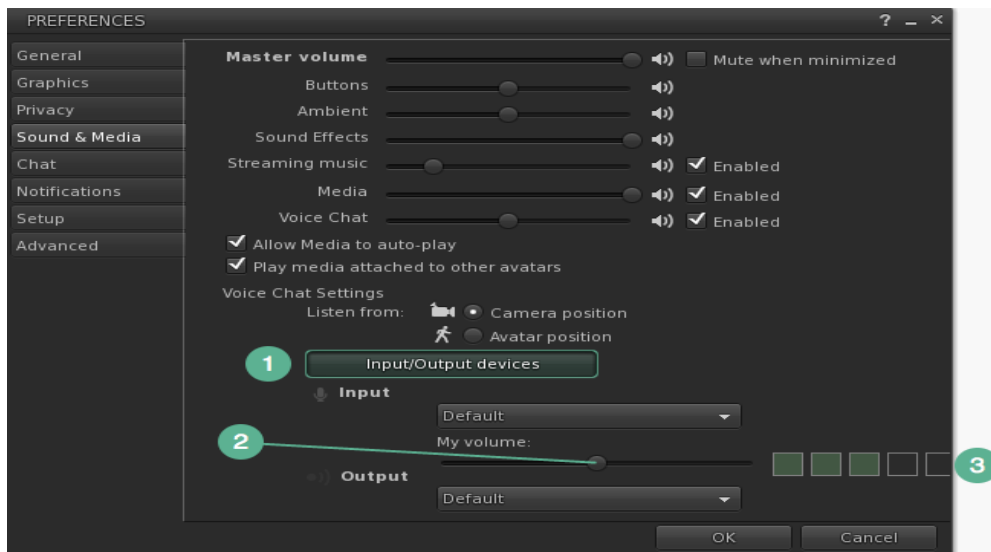 PREFERENCES ? _ ×
General
Graphics
Privacy
Sound & Media
Chat
Notifications
Setup
Advanced
Master volume Mute when minimized
Buttons
Ambient
Sound Effects
Streaming music Enabled
Media Enabled
Voice Chat Enabled
Allow Media to auto-play
Play media attached to other avatars
Voice Chat Settings
Listen from: Camera position
Avatar position
1 Input/Output devices
Input
Default
2 My volume:
3
Output
Default
OK Cancel